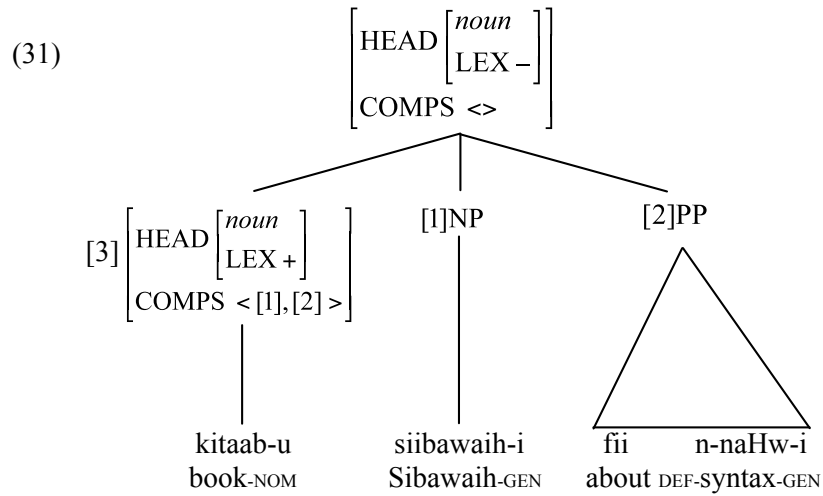 (31)
[HEAD [noun
LEX –]
COMPS <>]
[3] [HEAD [noun
LEX +]
COMPS < [1], [2] >]
[1]NP
[2]PP
kitaab-u siibawaih-i fii n-naHw-i
book-NOM Sibawaih-GEN about DEF-syntax-GEN